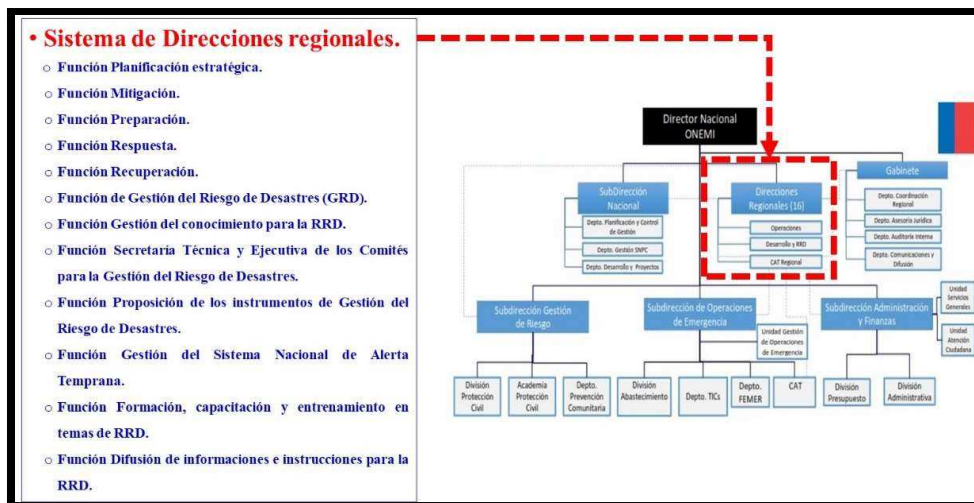 • Sistema de Direcciones regionales.
o Función Planificación estratégica.
o Función Mitigación.
o Función Preparación.
o Función Respuesta.
o Función Recuperación.
o Función de Gestión del Riesgo de Desastres (GRD).
o Función Gestión del conocimiento para la RRD.
o Función Secretaría Técnica y Ejecutiva de los Comités
para la Gestión del Riesgo de Desastres.
o Función Proposición de los instrumentos de Gestión del
Riesgo de Desastres.
o Función Gestión del Sistema Nacional de Alerta
Temprana.
o Función Formación, capacitación y entrenamiento en
temas de RRD.
o Función Difusión de informaciones e instrucciones para la
RRD.
Director Nacional
ONEMI
SubDirección
Nacional
Depto. Planificación y Control
de Gestión
Depto. Gestión SNPC
Depto. Desarrollo y Proyectos
Direcciones
Regionales (16)
Operaciones
Desarrollo y RRD
CAT Regional
Gabinete
Depto. Coordinación
Regional
Depto. Asesoría Jurídica
Depto. Auditoría Interna
Depto. Comunicaciones y
Difusión
Subdirección Gestión
de Riesgo
Subdirección de Operaciones
de Emergencia
Subdirección Administración
y Finanzas
Unidad
Servicios
Generales
Unidad
Atención
Ciudadana
Unidad Gestión
de Operaciones
de Emergencia
División
Protección
Civil
Academia
Protección
Civil
Depto.
Prevención
Comunitaria
División
Abastecimiento
Depto. TICs
Depto.
FEMER
CAT
División
Presupuesto
División
Administrativa